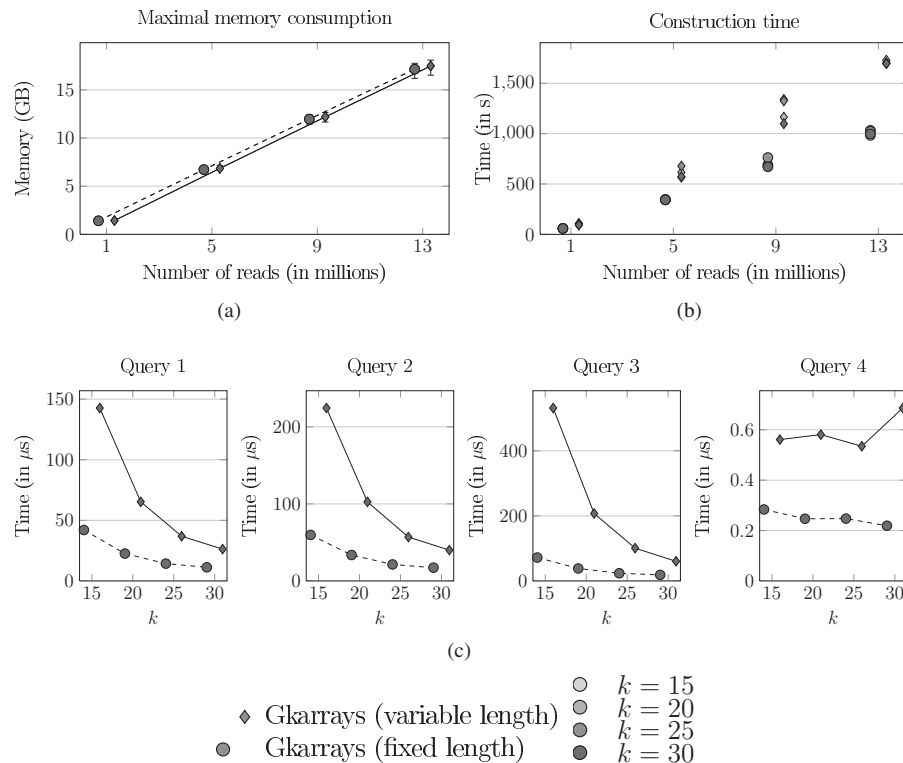 Maximal memory consumption
Memory (GB)
15
10
5
0
1 5 9 13
Number of reads (in millions)
(a)
Construction time
Time (in s)
1,500
1,000
500
0
1 5 9 13
Number of reads (in millions)
(b)
Query 1
Time (in µs)
150
100
50
0
15 20 25 30
k
Query 2
Time (in µs)
200
100
0
15 20 25 30
k
Query 3
Time (in µs)
400
200
0
15 20 25 30
k
Query 4
Time (in µs)
0.6
0.4
0.2
0
15 20 25 30
k
(c)
Gkarrays (variable length)
Gkarrays (fixed length)
k = 15
k = 20
k = 25
k = 30